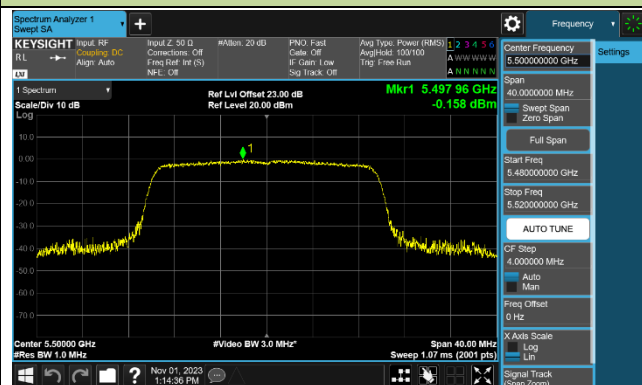 Spectrum Analyzer 1
Swept SA
Frequency
KEYSIGHT
Input: RF
Input Z: 50 Ω
#Atten: 20 dB
PNO: Fast
Avg Type: Power (RMS)
1 2 3 4 5 6
RL
Coupling: DC
Corrections: Off
Gate: Off
Avg|Hold: 100/100
A W W W W W
Align: Auto
Freq Ref: Int (S)
IF Gain: Low
Trig: Free Run
LXI
NFE: Off
Sig Track: Off
A N N N N N
Center Frequency
5.500000000 GHz
Settings
Span
40.0000000 MHz
Swept Span
Zero Span
Full Span
Start Freq
5.480000000 GHz
Stop Freq
5.520000000 GHz
AUTO TUNE
CF Step
4.000000 MHz
Auto
Man
Freq Offset
0 Hz
X Axis Scale
Log
Lin
Signal Track
(Span Zoom)
1 Spectrum
Ref Lvl Offset 23.00 dB
Mkr1 5.497 96 GHz
Scale/Div 10 dB
Ref Level 20.00 dBm
-0.158 dBm
Log
1
10.0
0.00
-10.0
-20.0
-30.0
-40.0
-50.0
-60.0
-70.0
Center 5.50000 GHz
#Video BW 3.0 MHz*
Span 40.00 MHz
#Res BW 1.0 MHz
Sweep 1.07 ms (2001 pts)
Nov 01, 2023
1:14:36 PM